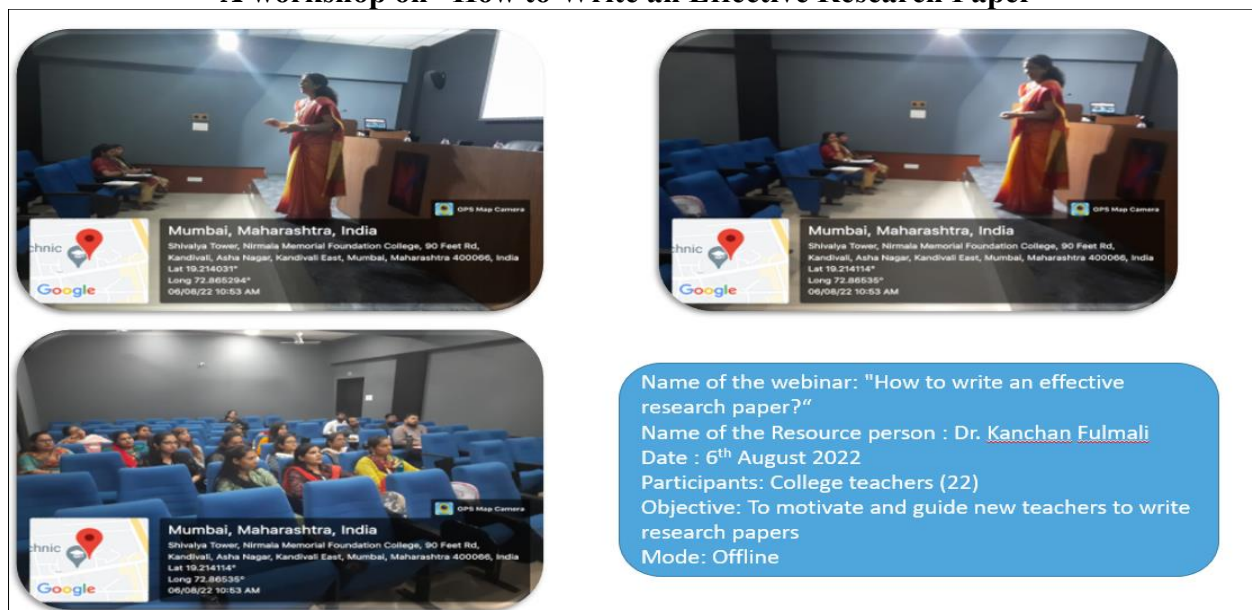 A workshop on "How to Write an Effective Research Paper"
GPS Map Camera
chnic
Google
Mumbai, Maharashtra, India
Shivalya Tower, Nirmala Memorial Foundation College, 90 Feet Rd,
Kandivali, Asha Nagar, Kandivali East, Mumbai, Maharashtra 400066, India
Lat 19.214031°
Long 72.865294°
06/08/22 10:53 AM
GPS Map Camera
chnic
Google
Mumbai, Maharashtra, India
Shivalya Tower, Nirmala Memorial Foundation College, 90 Feet Rd,
Kandivali, Asha Nagar, Kandivali East, Mumbai, Maharashtra 400066, India
Lat 19.214114°
Long 72.86535°
06/08/22 10:53 AM
GPS Map Camera
chnic
Google
Mumbai, Maharashtra, India
Shivalya Tower, Nirmala Memorial Foundation College, 90 Feet Rd,
Kandivali, Asha Nagar, Kandivali East, Mumbai, Maharashtra 400066, India
Lat 19.214114°
Long 72.86535°
06/08/22 10:53 AM
Name of the webinar: "How to write an effective
research paper?“
Name of the Resource person : Dr. Kanchan Fulmali
Date : 6th August 2022
Participants: College teachers (22)
Objective: To motivate and guide new teachers to write
research papers
Mode: Offline